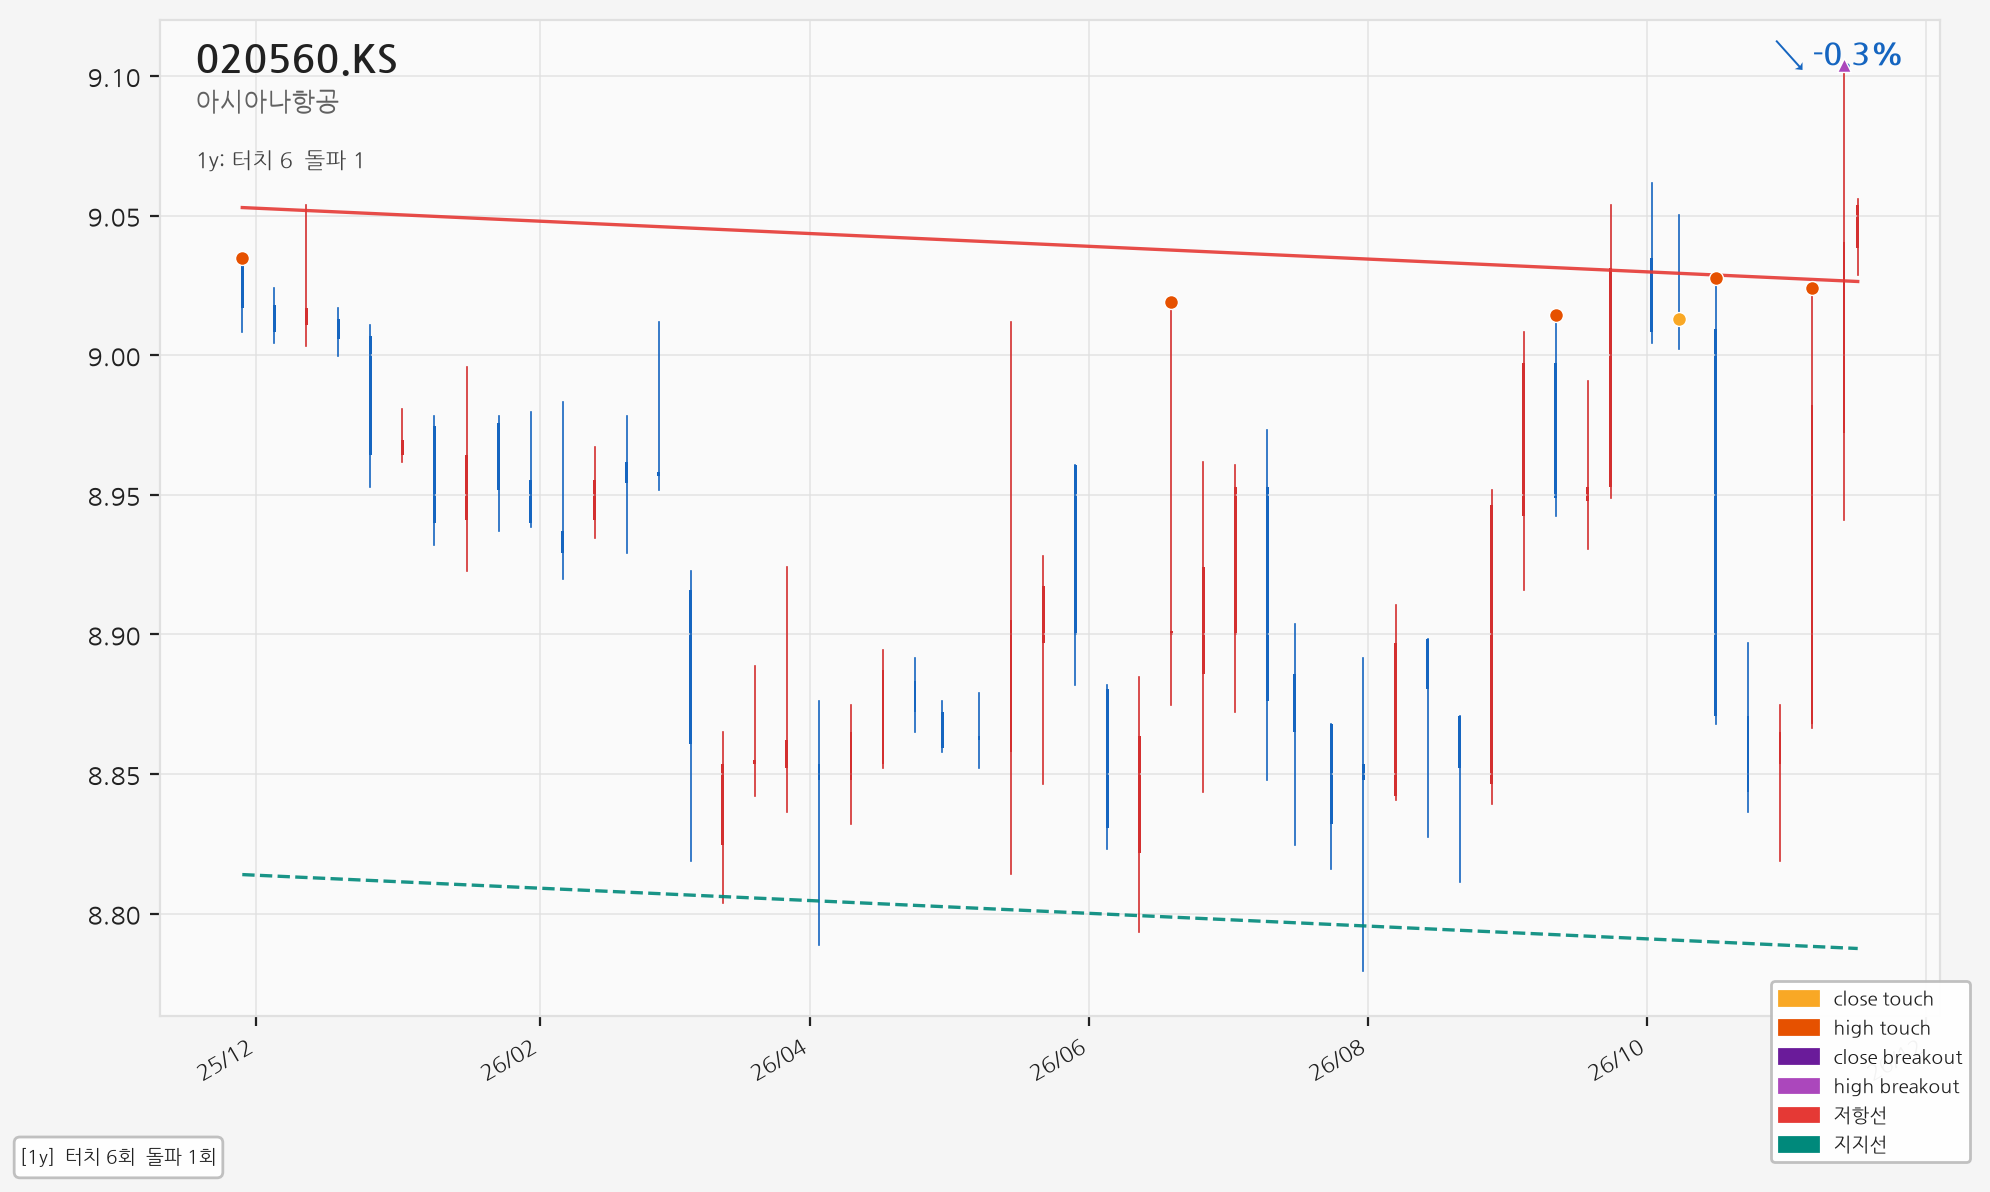 020560.KS
아시아나항공
1y: 터치 6 돌파 1
-0.3%
9.10
9.05
9.00
8.95
8.90
8.85
8.80
25/12
26/02
26/04
26/06
26/08
26/10
close touch
high touch
close breakout
high breakout
저항선
지지선
[1y] 터치 6회 돌파 1회